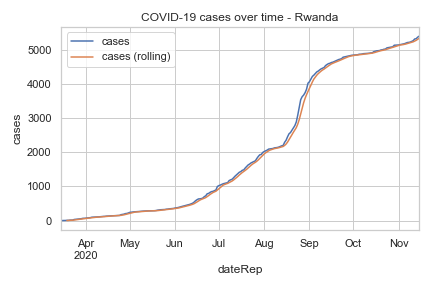 COVID-19 cases over time - Rwanda
cases
cases (rolling)
cases
5000
4000
3000
2000
1000
0
Apr May Jun Jul Aug Sep Oct Nov
2020
dateRep